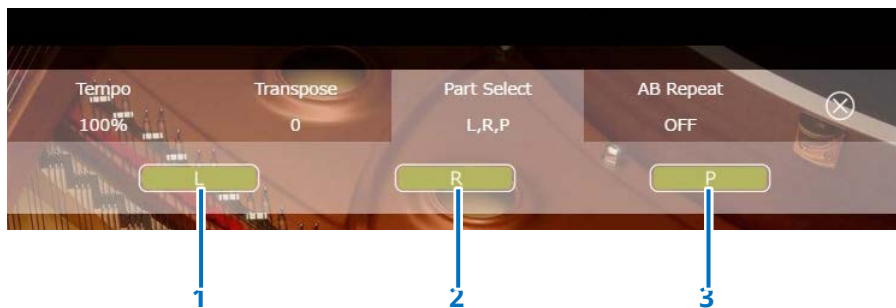 Tempo Transpose Part Select AB Repeat
100% 0 L,R,P OFF
L R P
1 2 3